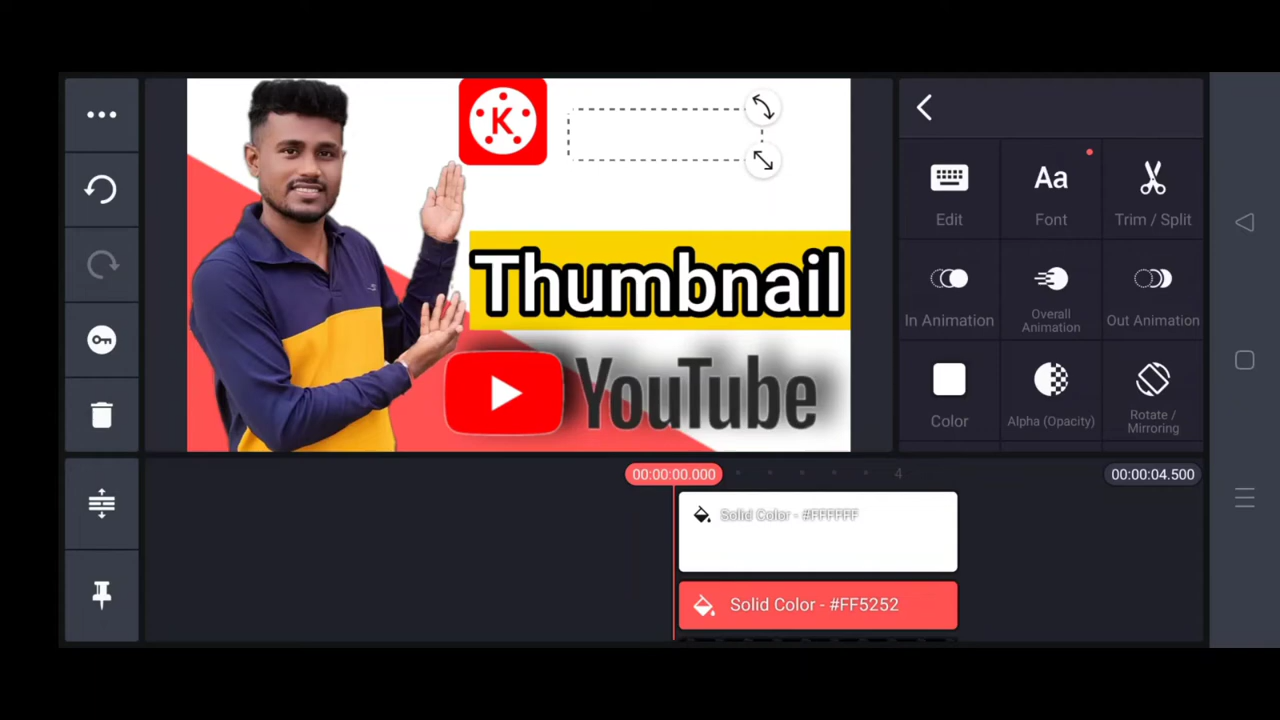 K
Thumbnail
YouTube
Edit
Font
Aa
Trim / Split
In Animation
Overall
Animation
Out Animation
Color
Alpha (Opacity)
Rotate /
Mirroring
00:00:00.000
4
00:00:04.500
Solid Color - #FFFFFF
Solid Color - #FF5252